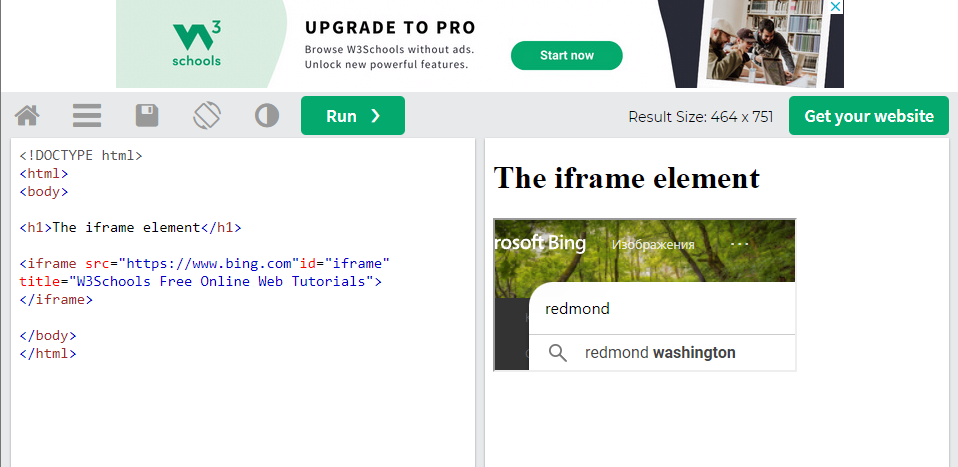 W3
schools
UPGRADE TO PRO
Browse W3Schools without ads.
Unlock new powerful features.
Start now
Run ❯
Result Size: 464 x 751
Get your website
<!DOCTYPE html>
<html>
<body>
<h1>The iframe element</h1>
<iframe src="https://www.bing.com"id="iframe"
title="W3Schools Free Online Web Tutorials">
</iframe>
</body>
</html>
The iframe element
rosoft Bing
Изображения
...
redmond
redmond washington